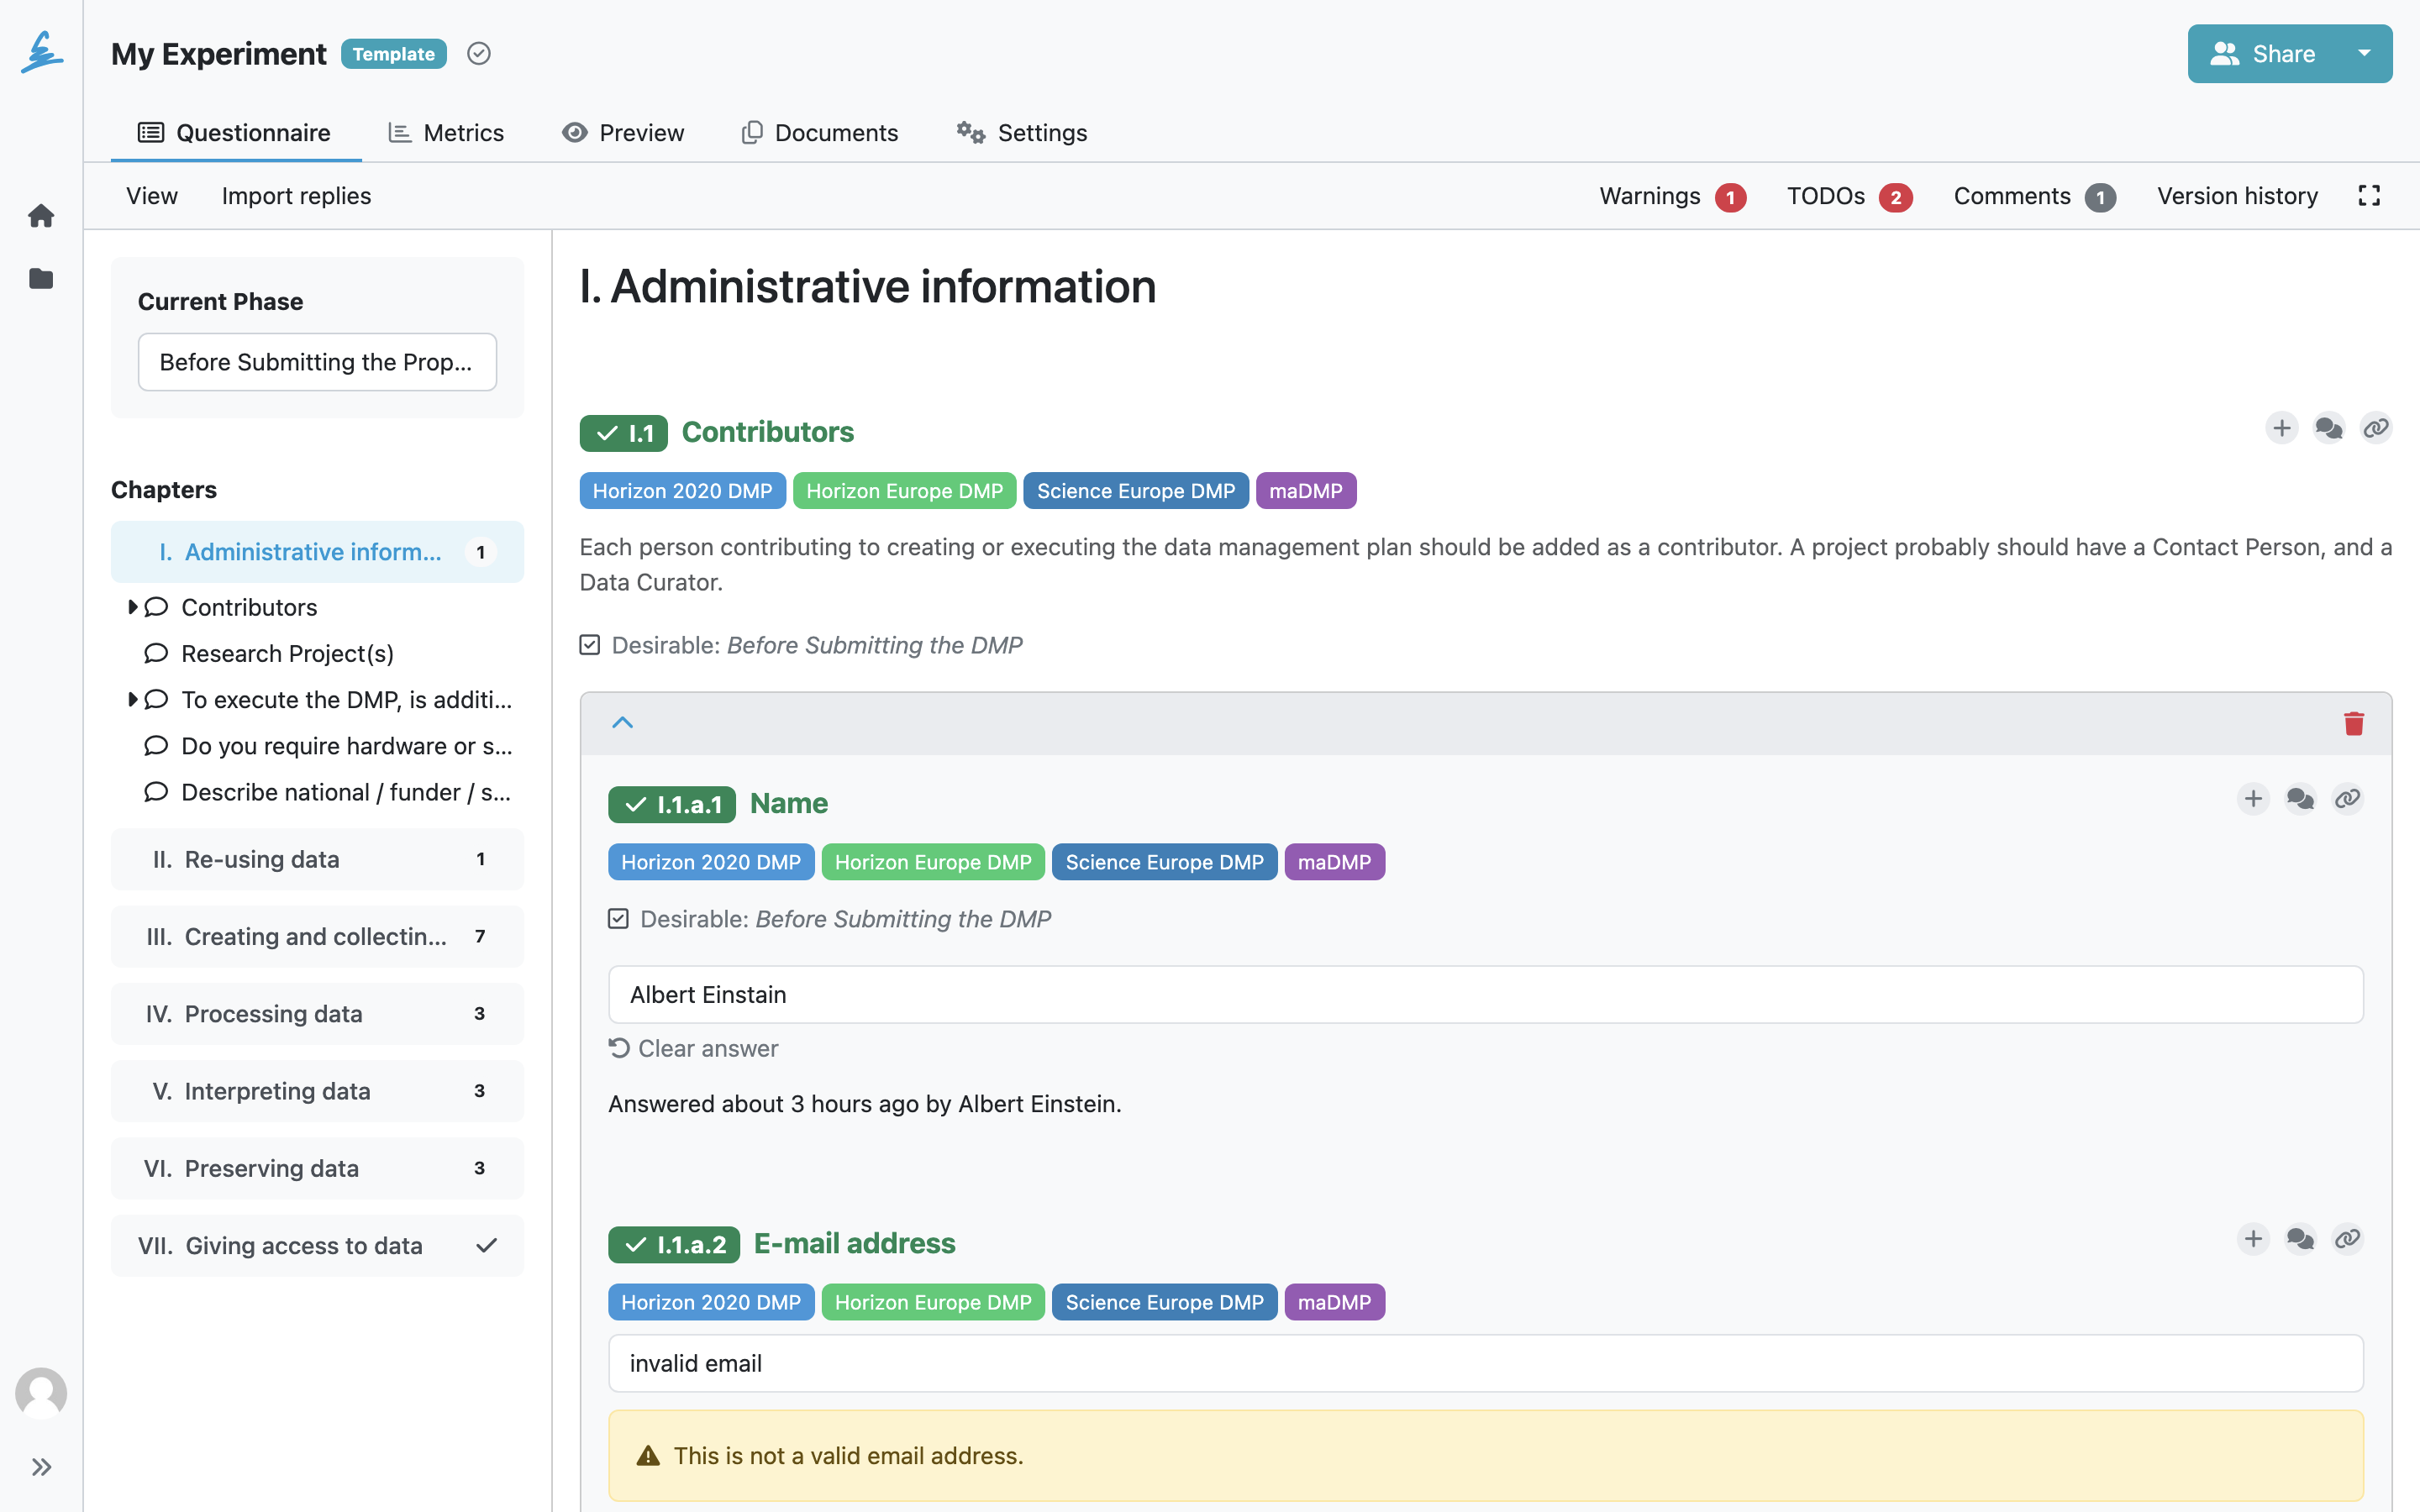 My Experiment Template
Share
Questionnaire Metrics Preview Documents Settings
View Import replies Warnings 1 TODOs 2 Comments 1 Version history
Current Phase
Before Submitting the Prop...
Chapters
I. Administrative inform... 1
Contributors
Research Project(s)
To execute the DMP, is additi...
Do you require hardware or s...
Describe national / funder / s...
II. Re-using data 1
III. Creating and collectin... 7
IV. Processing data 3
V. Interpreting data 3
VI. Preserving data 3
VII. Giving access to data
I. Administrative information
I.1 Contributors
Horizon 2020 DMP Horizon Europe DMP Science Europe DMP maDMP
Each person contributing to creating or executing the data management plan should be added as a contributor. A project probably should have a Contact Person, and a
Data Curator.
Desirable: Before Submitting the DMP
I.1.a.1 Name
Horizon 2020 DMP Horizon Europe DMP Science Europe DMP maDMP
Desirable: Before Submitting the DMP
Albert Einstain
Clear answer
Answered about 3 hours ago by Albert Einstein.
I.1.a.2 E-mail address
Horizon 2020 DMP Horizon Europe DMP Science Europe DMP maDMP
invalid email
This is not a valid email address.